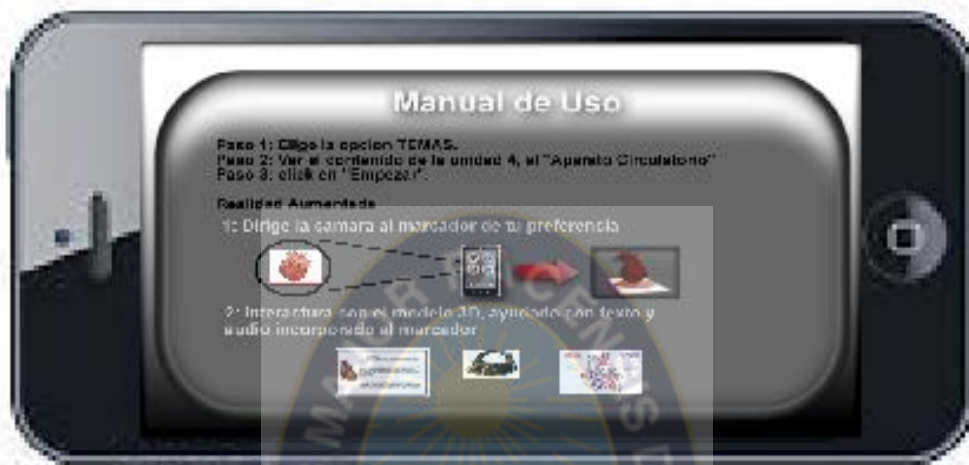 Manual de Uso
Paso 1: Elige la opcion TEMAS.
Paso 2: Ver el contenido de la unidad 4, el "Aparato Circulatorio"
Paso 3: click en "Empezar".
Realidad Aumentada
1: Dirige la camara al marcador de tu preferencia
2: Interactura con el modelo 3D, ayudado con texto y
audio incorporado al marcador